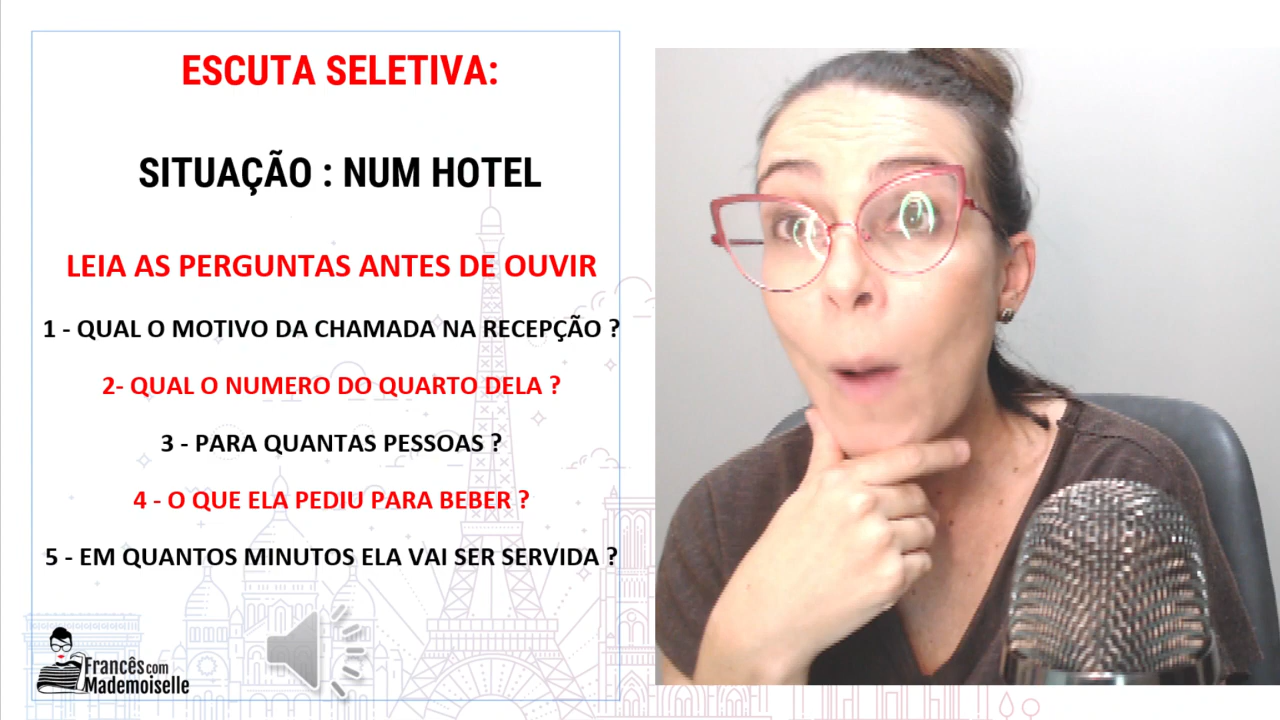 ESCUTA SELETIVA:
SITUAÇÃO : NUM HOTEL
LEIA AS PERGUNTAS ANTES DE OUVIR
1 - QUAL O MOTIVO DA CHAMADA NA RECEPÇÃO ?
2- QUAL O NUMERO DO QUARTO DELA ?
3 - PARA QUANTAS PESSOAS ?
4 - O QUE ELA PEDIU PARA BEBER ?
5 - EM QUANTOS MINUTOS ELA VAI SER SERVIDA ?
Francês com
Mademoiselle